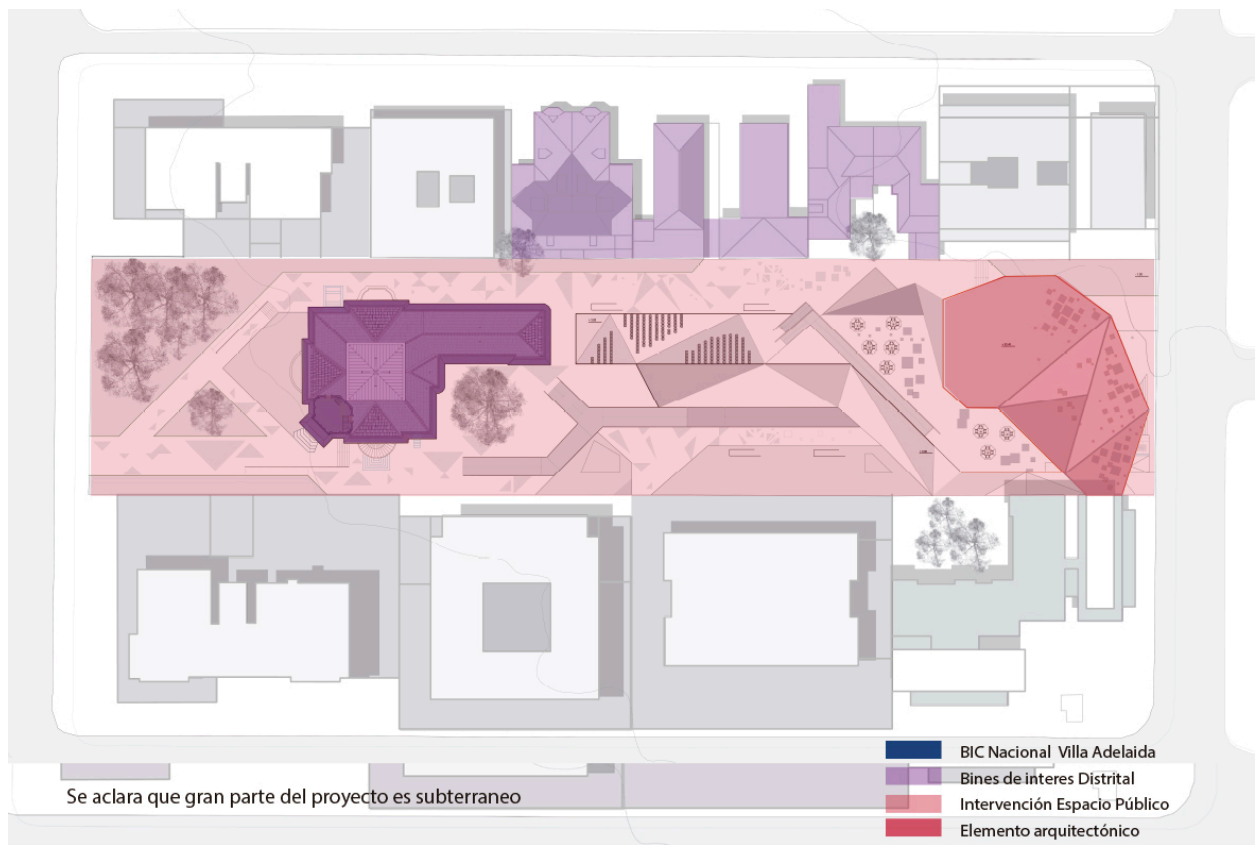 BIC Nacional Villa Adelaida
Bines de interes Distrital
Se aclara que gran parte del proyecto es subterraneo
Intervención Espacio Público
Elemento arquitectónico